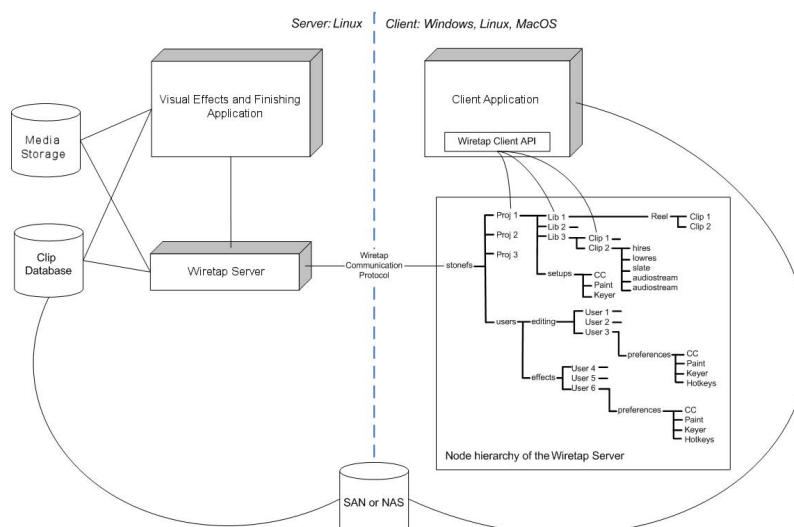 Server: Linux
Client: Windows, Linux, MacOS
Visual Effects and Finishing
Application
Client Application
Wiretap Client API
Media
Storage
Clip
Database
Wiretap Server
Wiretap
Communication
Protocol
stonefs
Proj 1
Proj 2
Proj 3
Lib 1
Lib 2
Lib 3
Reel
Clip 1
Clip 2
Clip 1
Clip 2
hires
lowres
slate
audiostream
audiostream
setups
CC
Paint
Keyer
users
editing
User 1
User 2
User 3
preferences
CC
Paint
Keyer
Hotkeys
effects
User 4
User 5
User 6
preferences
CC
Paint
Keyer
Hotkeys
Node hierarchy of the Wiretap Server
SAN or NAS